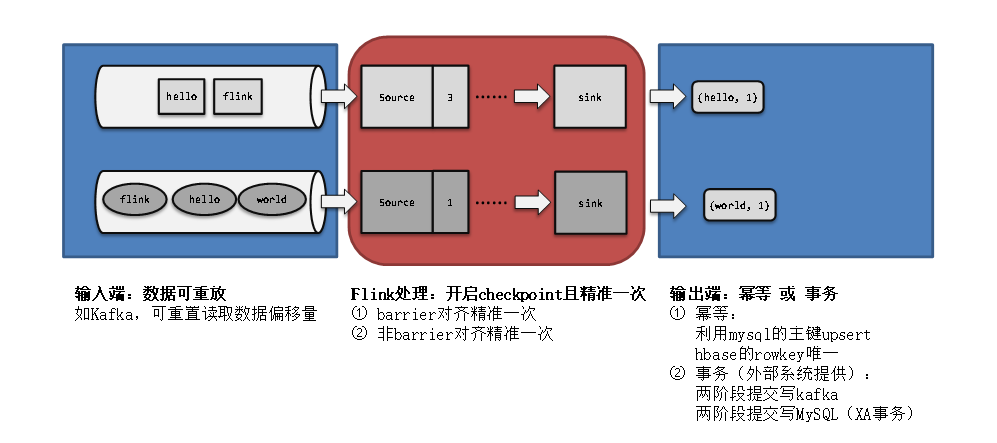 hello
flink
Source
3
······
sink
{hello, 1}
flink
hello
world
Source
1
······
sink
{world, 1}
输入端：数据可重放
如Kafka，可重置读取数据偏移量
Flink处理：开启checkpoint且精准一次
① barrier对齐精准一次
② 非barrier对齐精准一次
输出端：幂等 或 事务
① 幂等：
利用mysql的主键upsert
hbase的rowkey唯一
② 事务（外部系统提供）：
两阶段提交写kafka
两阶段提交写MySQL（XA事务）